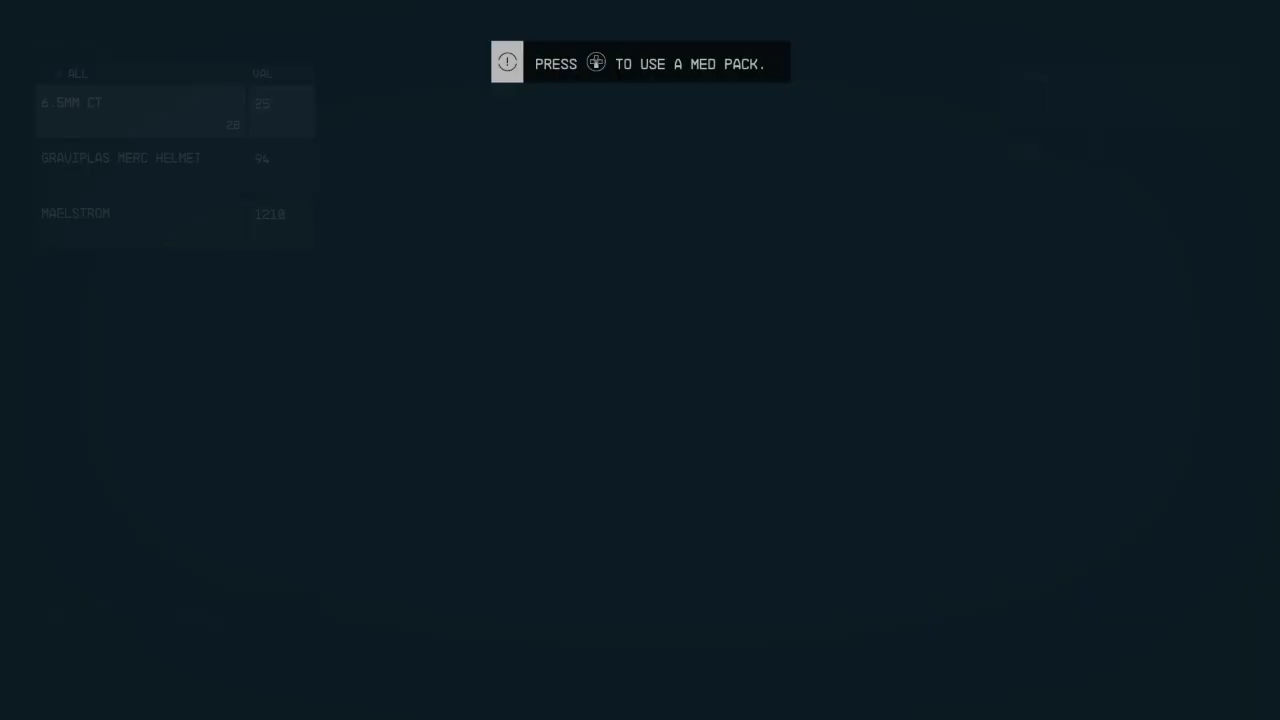 PRESS TO USE A MED PACK.
ALL VAL
6.5MM CT 25
28
GRAVIPLAS MERC HELMET 94
MAELSTROM 1210